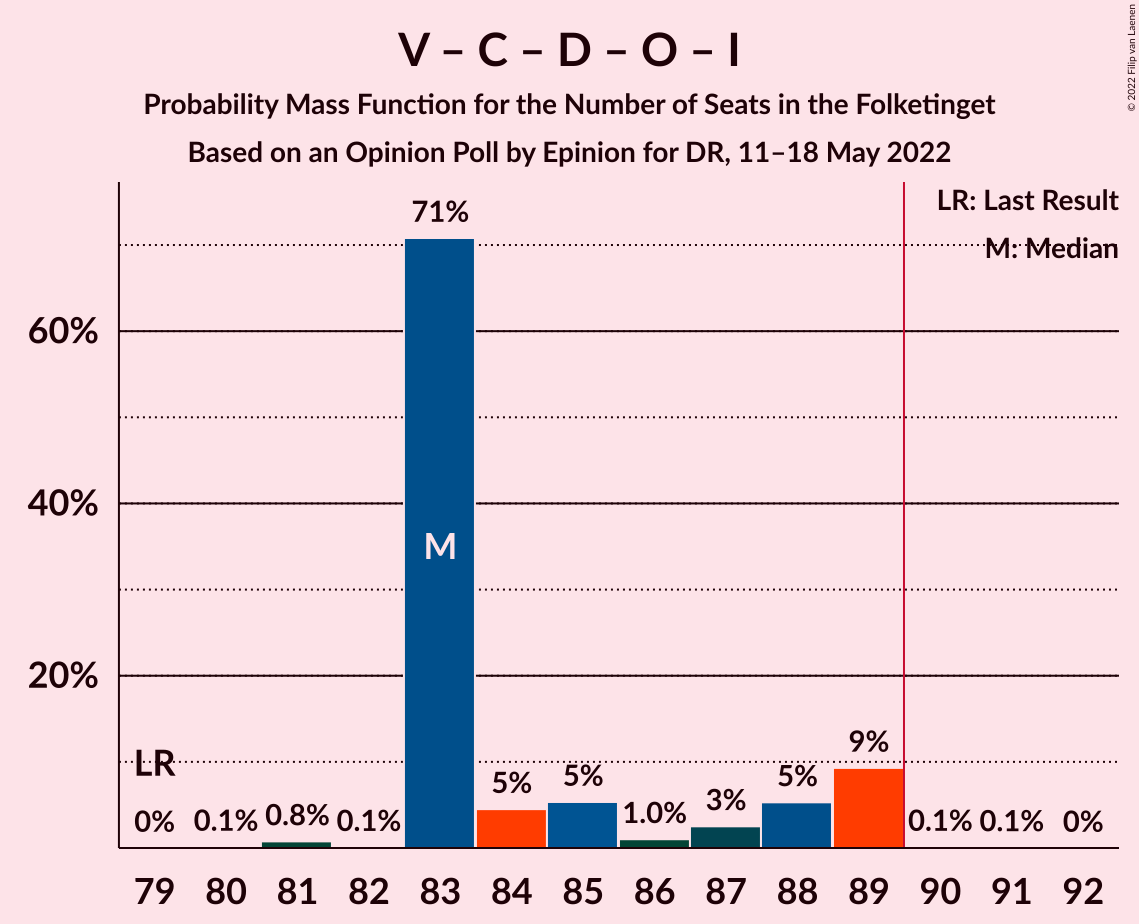 V – C – D – O – I
Probability Mass Function for the Number of Seats in the Folketinget
Based on an Opinion Poll by Epinion for DR, 11–18 May 2022
© 2022 Filip van Laenen
LR: Last Result
M: Median
71%
60%
40%
20%
M
LR
0%
0.1%
0.8%
0.1%
5%
5%
1.0%
3%
5%
9%
0.1%
0.1%
0%
79 80 81 82 83 84 85 86 87 88 89 90 91 92